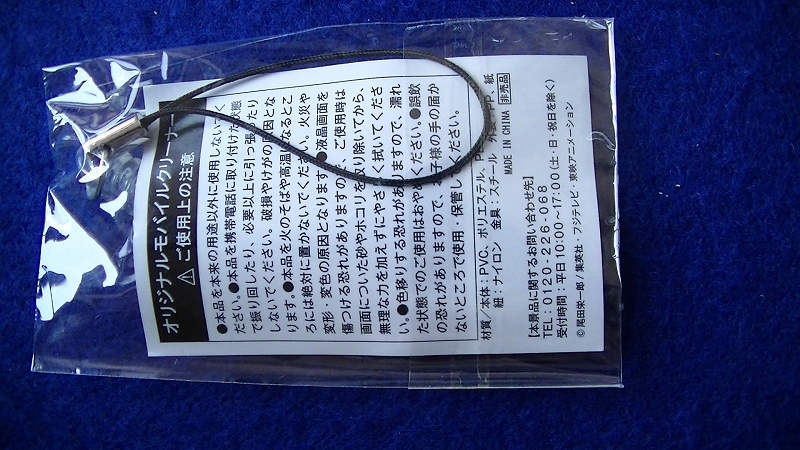 オリジナルモバイルクリーナー
⚠ ご使用上の注意
●本品を本来の用途以外に使用しないでく
ださい。●本品を携帯電話に取り付けた状態
で振り回したり、必要以上に引っ張ったり
しないでください。破損やけがの原因とな
ります。●本品を火のそばや高温になるとこ
ろには絶対に置かないでください。火災や
変形・変色の原因となります。●液晶画面を
傷つける恐れがありますので、ご使用時は
画面についた砂やホコリを取り除いてから、
無理な力を加えずにやさしく拭いてくださ
い。●色移りする恐れがありますので、濡れ
た状態でのご使用はおやめください。●誤飲
の恐れがありますので、お子様の手の届か
ないところで使用・保管してください。
材質/本体:PVC、ポリエステル、 紙
紐:ナイロン 金具:スチール
MADE IN CHINA 非売品
【本景品に関するお問い合わせ先】
TEL:0120-226-068
受付時間:平日10:00~17:00(土・日・祝日を除く)
©尾田栄一郎/集英社・フジテレビ・東映アニメーション